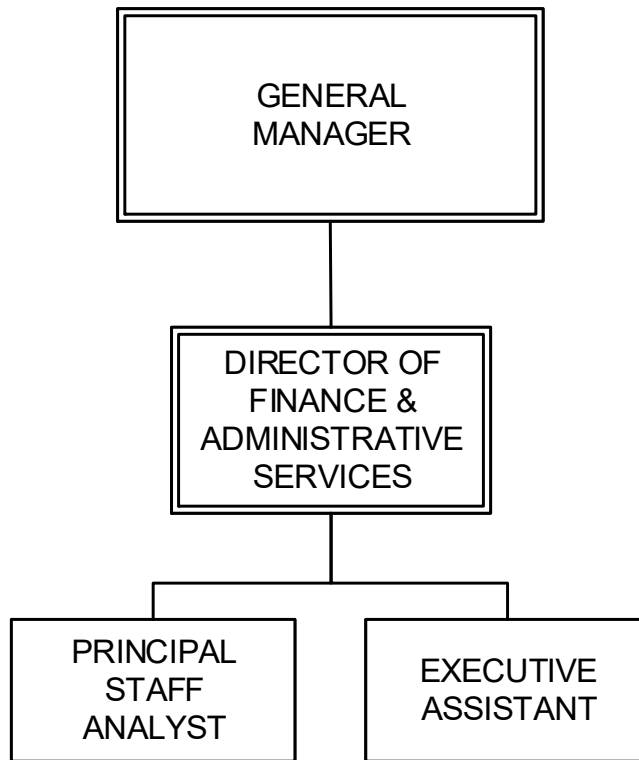 GENERAL
MANAGER
DIRECTOR OF
FINANCE &
ADMINISTRATIVE
SERVICES
PRINCIPAL
STAFF
ANALYST
EXECUTIVE
ASSISTANT